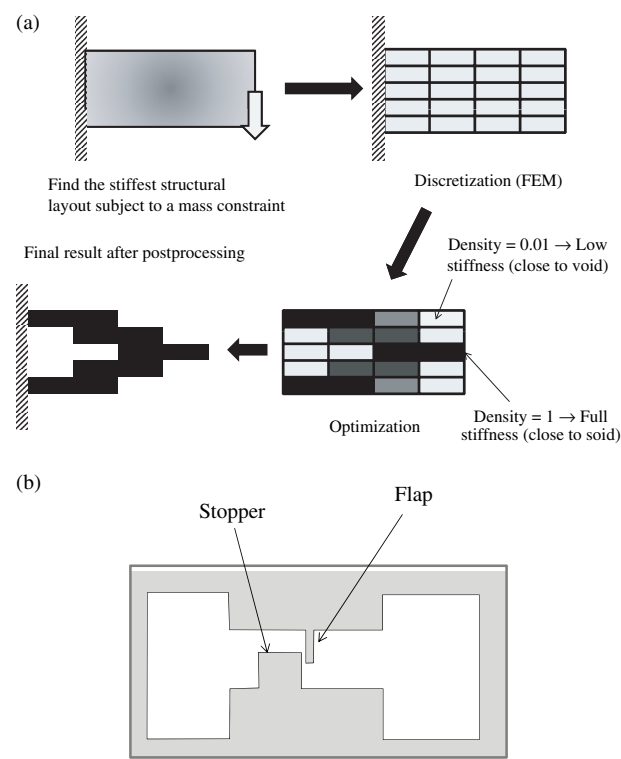 (a)
Find the stiffest structural
layout subject to a mass constraint
Discretization (FEM)
Final result after postprocessing
Density = 0.01 → Low
stiffness (close to void)
Optimization
Density = 1 → Full
stiffness (close to soid)
(b)
Stopper
Flap